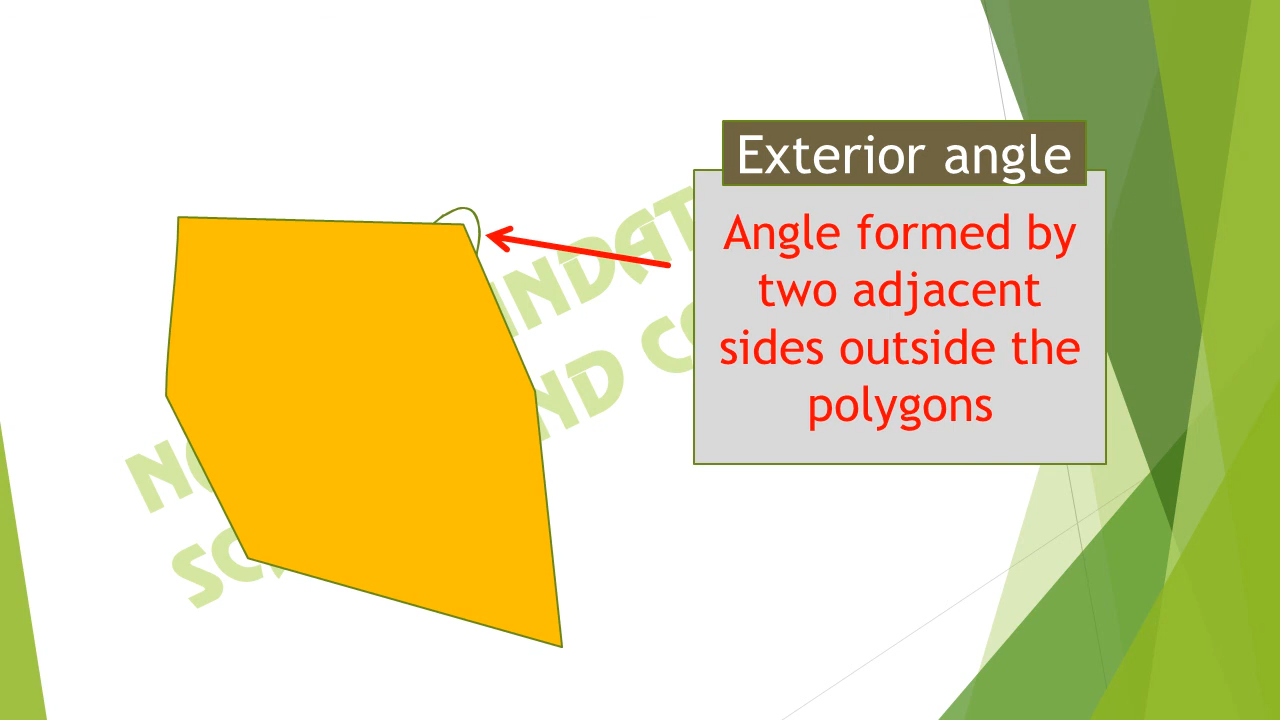 Exterior angle
Angle formed by
two adjacent
sides outside the
polygons